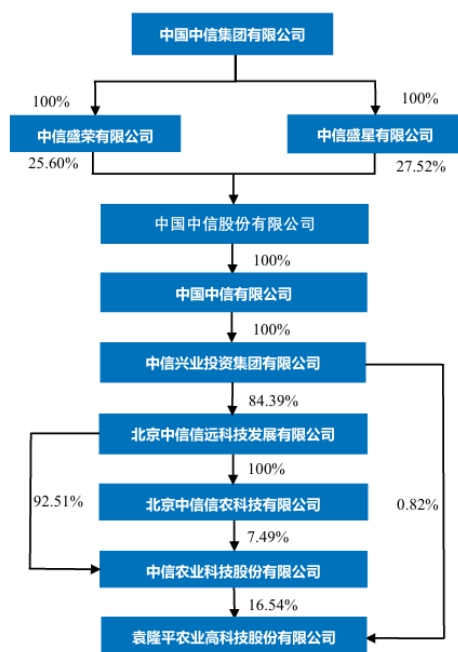 中国中信集团有限公司
100%
100%
中信盛荣有限公司
中信盛星有限公司
25.60%
27.52%
中国中信股份有限公司
100%
中国中信有限公司
100%
中信兴业投资集团有限公司
84.39%
北京中信信远科技发展有限公司
100%
92.51%
北京中信信农科技有限公司
0.82%
7.49%
中信农业科技股份有限公司
16.54%
袁隆平农业高科技股份有限公司